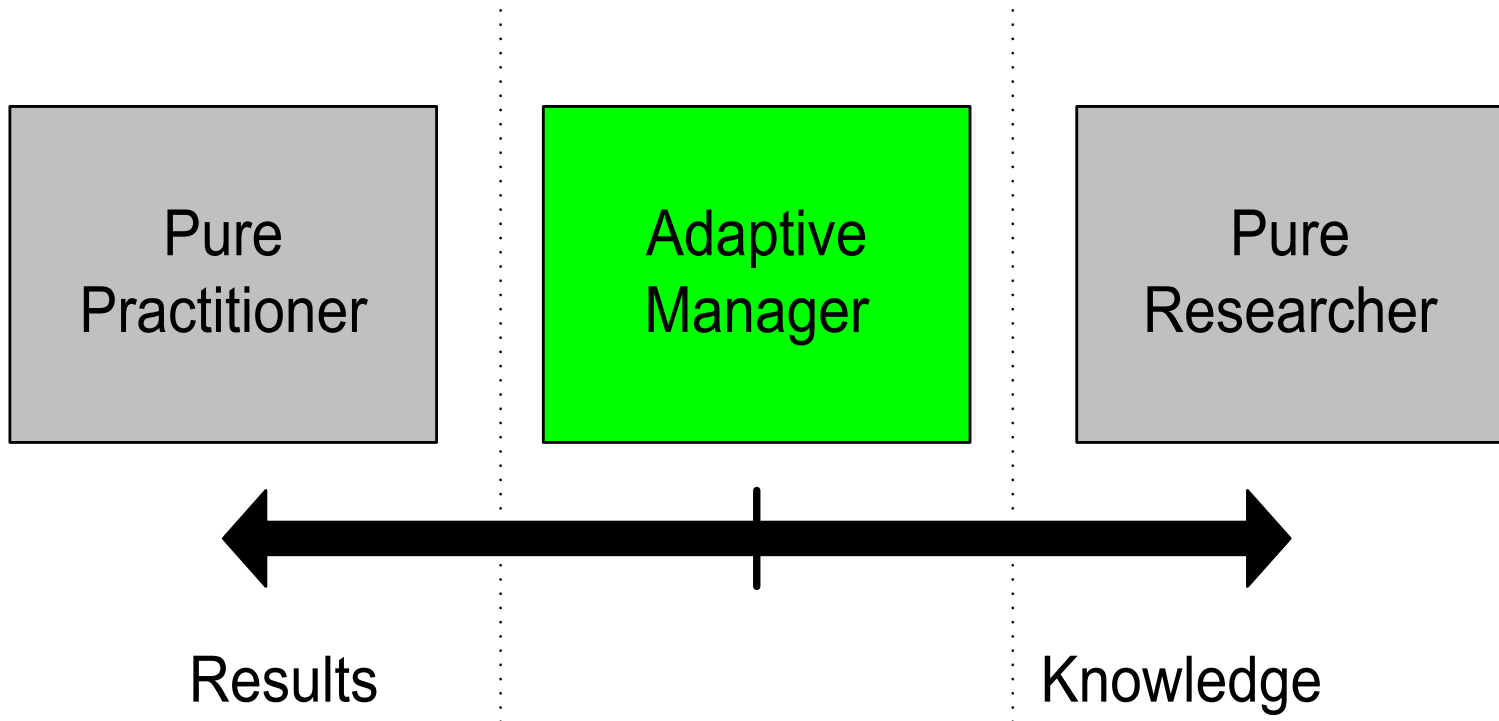 Pure
Practitioner
Adaptive
Manager
Pure
Researcher
Results
Knowledge